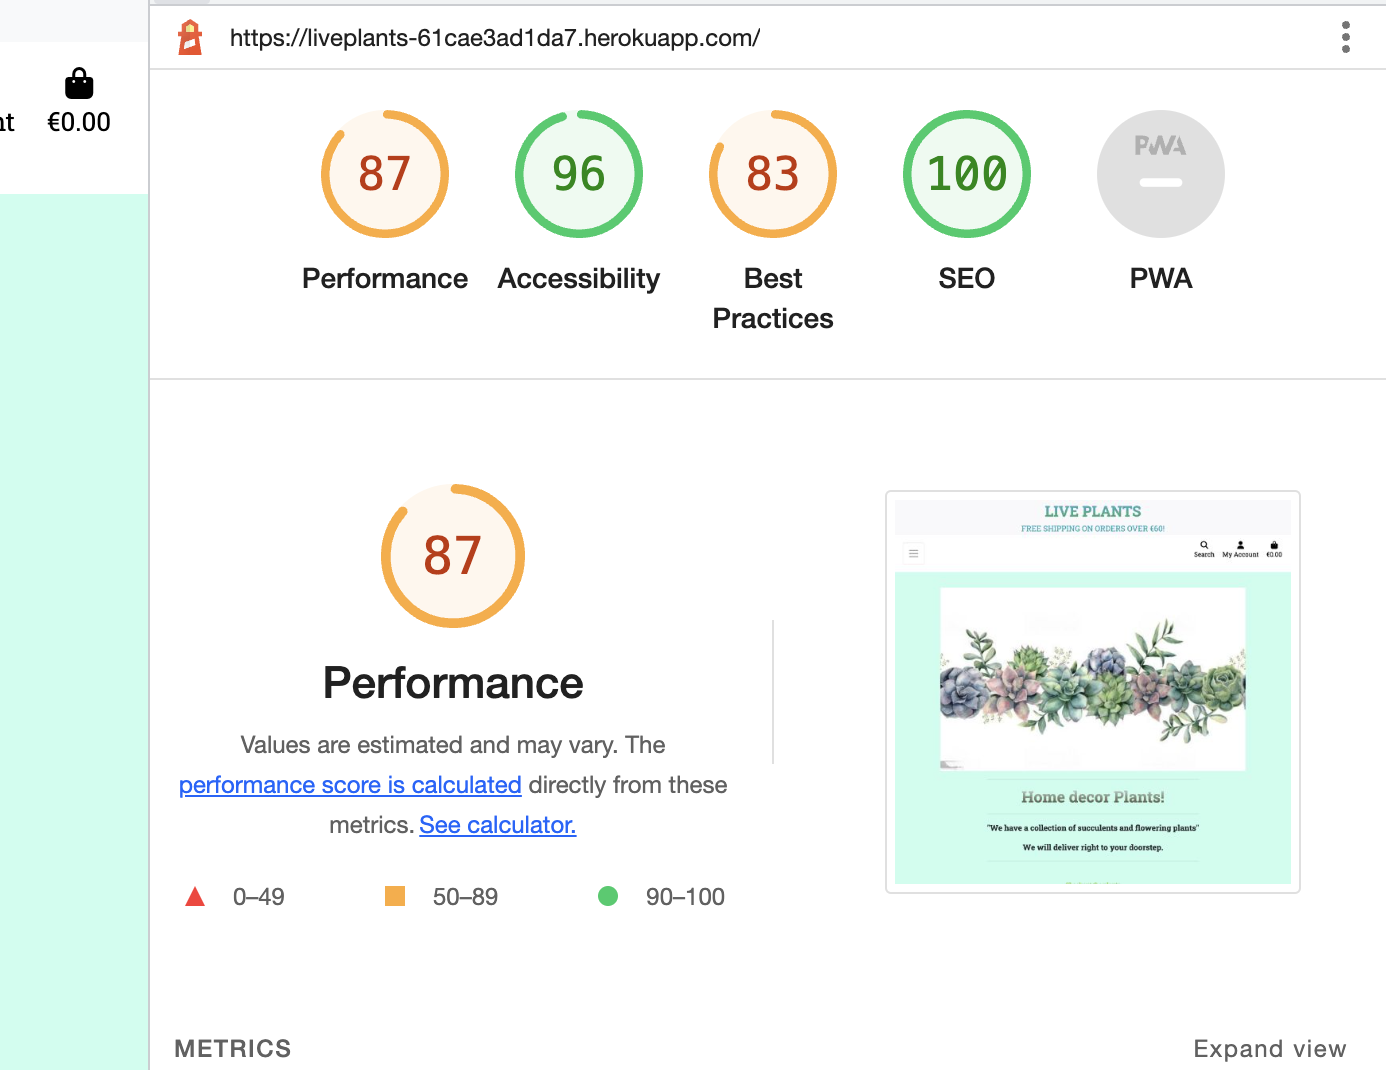 nt
€0.00
https://liveplants-61cae3ad1da7.herokuapp.com/
87
96
83
100
PWA
Performance
Accessibility
Best
Practices
SEO
PWA
87
Performance
Values are estimated and may vary. The
performance score is calculated directly from these
metrics. See calculator.
0–49
50–89
90–100
LIVE PLANTS
FREE SHIPPING ON ORDERS OVER €60!
Search
My Account
€0.00
Home decor Plants!
"We have a collection of succulents and flowering plants"
We will deliver right to your doorstep.
METRICS
Expand view